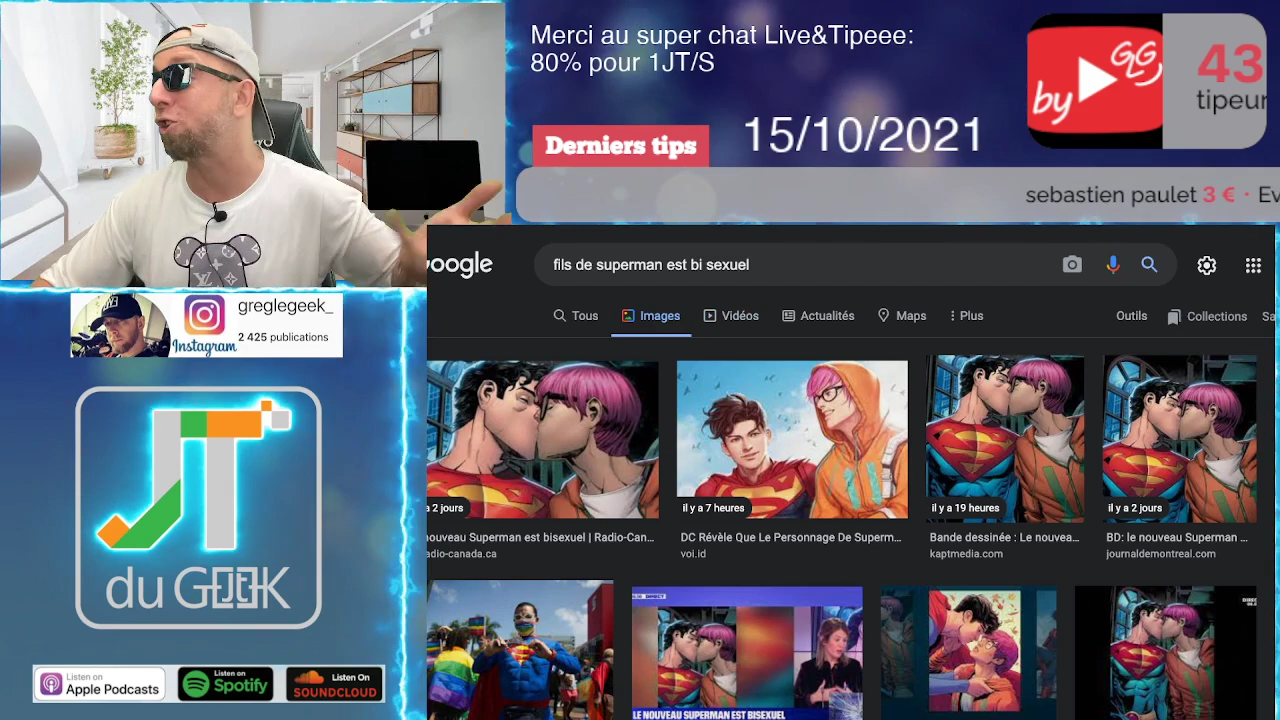 Merci au super chat Live&Tipeee:
80% pour 1JT/S
by GLG
43
tipeur
Derniers tips
15/10/2021
sebastien paulet 3 € · Ev
oogle
fils de superman est bi sexuel
Tous
Images
Vidéos
Actualités
Maps
Plus
Outils
Collections
Sa
greglegeek_
2 425 publications
Instagram
a 2 jours
il y a 7 heures
il y a 19 heures
il y a 2 jours
nouveau Superman est bisexuel | Radio-Can...
adio-canada.ca
DC Révèle Que Le Personnage De Superm...
voi.id
Bande dessinée : Le nouvea...
kaptmedia.com
BD: le nouveau Superman ...
journaldemontreal.com
JT
du GEEK
LE NOUVEAU SUPERMAN EST BISEXUEL
Listen on
Apple Podcasts
Listen on
Spotify
Listen On
SOUNDCLOUD